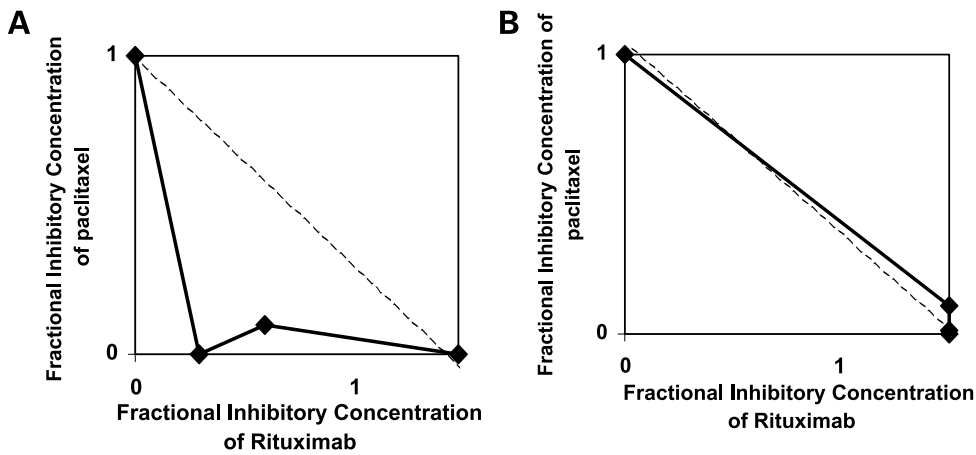 A
Fractional Inhibitory Concentration
of paclitaxel
1
0
0
1
Fractional Inhibitory Concentration
of Rituximab
B
Fractional Inhibitory Concentration of
paclitaxel
1
0
0
1
Fractional Inhibitory Concentration
of Rituximab